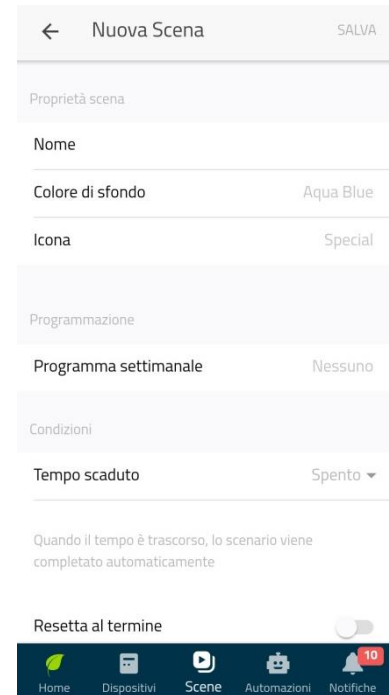 Nuova Scena SALVA
Proprietà scena
Nome
Colore di sfondo Aqua Blue
Icona Special
Programmazione
Programma settimanale Nessuno
Condizioni
Tempo scaduto Spento
Quando il tempo è trascorso, lo scenario viene
completato automaticamente
Resetta al termine
10
Home Dispositivi Scene Automazioni Notifiche